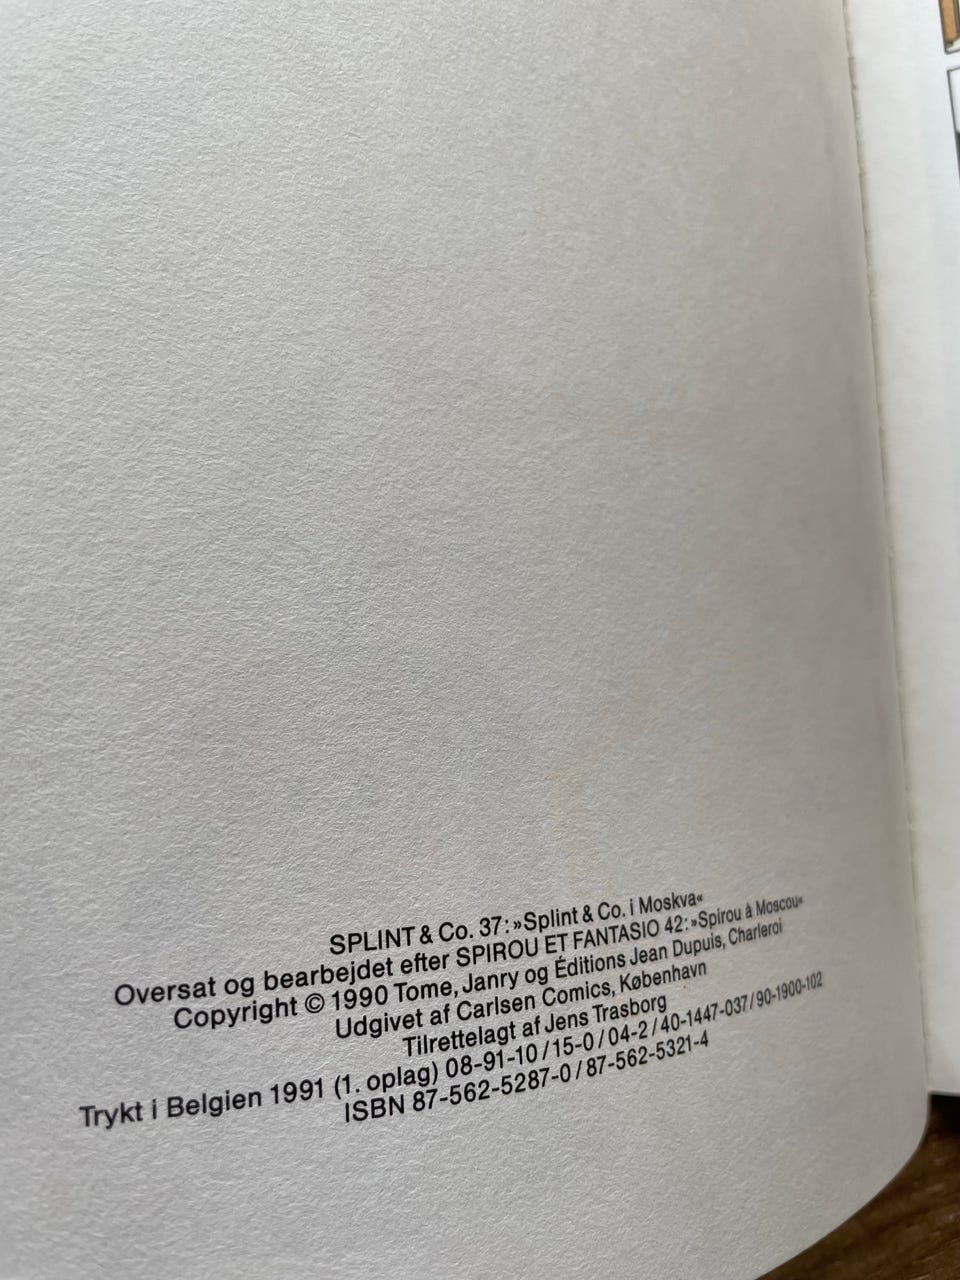 SPLINT & Co. 37: »Splint & Co. i Moskva«
Oversat og bearbejdet efter SPIROU ET FANTASIO 42: »Spirou à Moscou«
Copyright © 1990 Tome, Janry og Éditions Jean Dupuis, Charleroi
Udgivet af Carlsen Comics, København
Tilrettelagt af Jens Trasborg
Trykt i Belgien 1991 (1. oplag) 08-91-10 / 15-0 / 04-2 / 40-1447-037 / 90-1900-102
ISBN 87-562-5287-0 / 87-562-5321-4